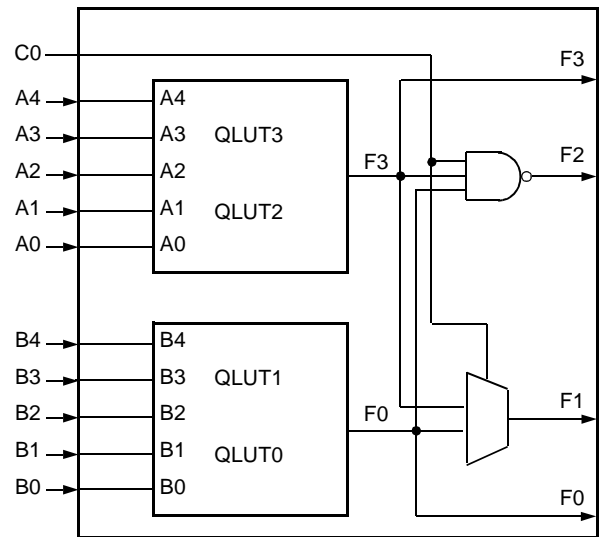 C0
A4
A3
A2
A1
A0
A4
A3
A2
A1
A0
QLUT3
QLUT2
F3
F3
F2
B4
B3
B2
B1
B0
B4
B3
B2
B1
B0
QLUT1
QLUT0
F0
F1
F0